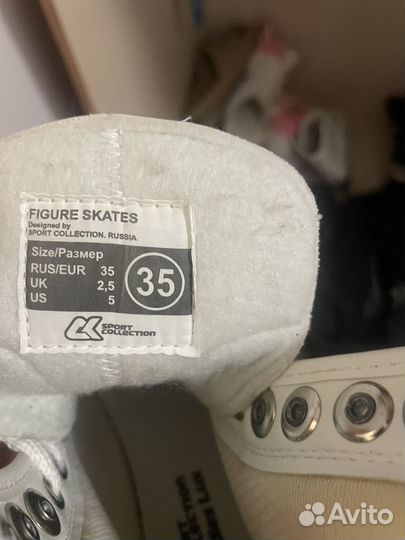 FIGURE SKATES
Designed by
SPORT COLLECTION. RUSSIA
Size/Размер
RUS/EUR 35
UK 2,5
US 5
35
CK SPORT
COLLECTION
Avito